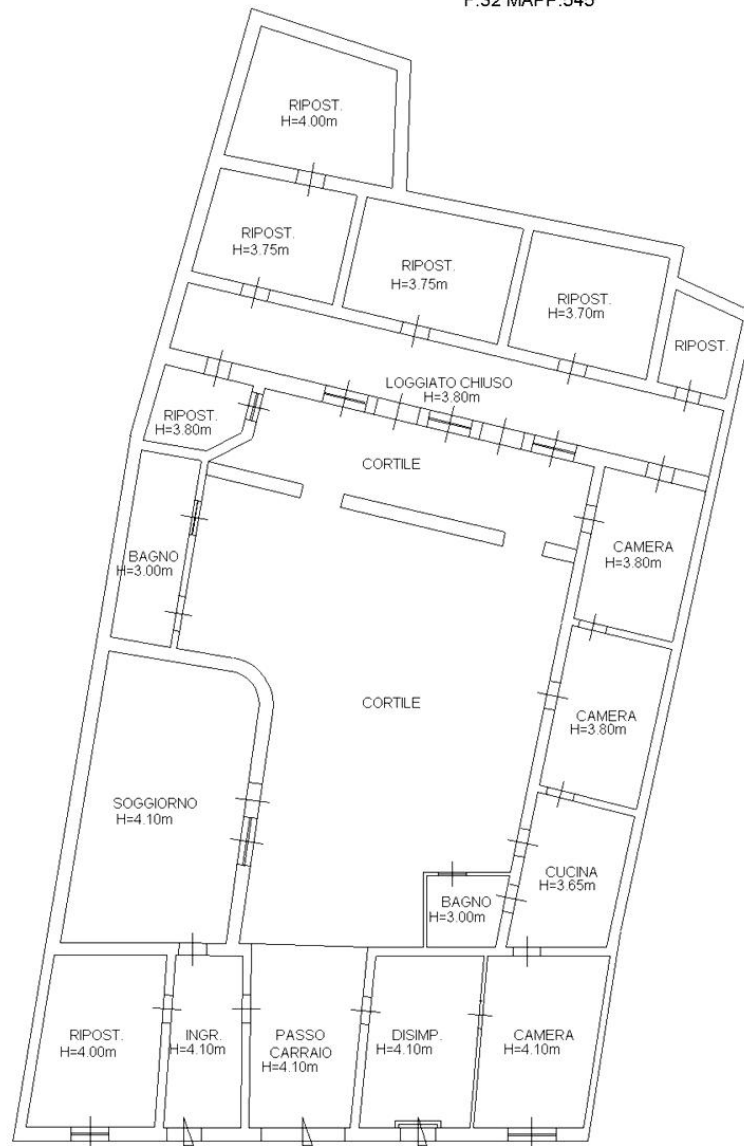 F.32 MAPP.545
RIPOST.
H=4.00m
RIPOST.
H=3.75m
RIPOST.
H=3.75m
RIPOST.
H=3.70m
RIPOST.
LOGGIATO CHIUSO
H=3.80m
RIPOST.
H=3.80m
CORTILE
BAGNO
H=3.00m
CAMERA
H=3.80m
CORTILE
CAMERA
H=3.80m
SOGGIORNO
H=4.10m
CUCINA
H=3.65m
BAGNO
H=3.00m
RIPOST.
H=4.00m
INGR.
H=4.10m
PASSO
CARRAIO
H=4.10m
DISIMP.
H=4.10m
CAMERA
H=4.10m